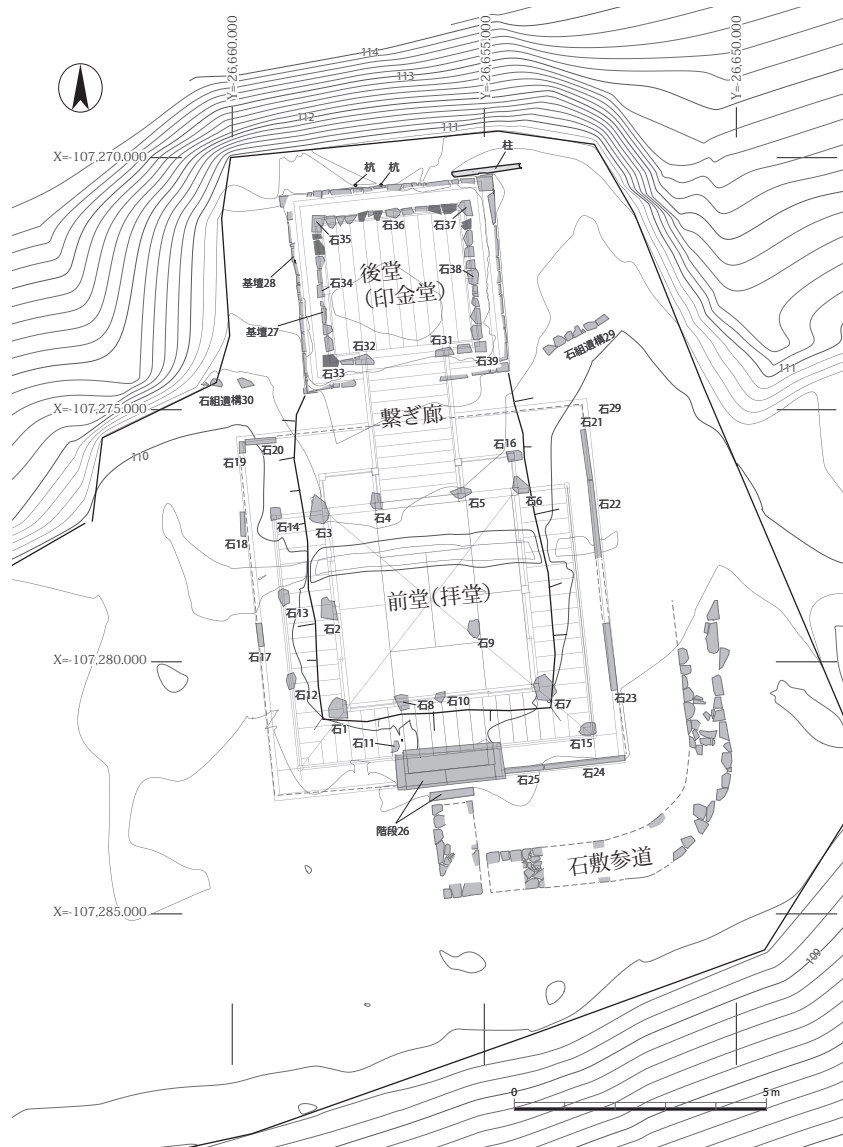 Y=-26,660.000
Y=-26,655.000
Y=-26,650.000
114
113
112
111
柱
杭
杭
X=-107,270.000
石36
石37
石35
後堂
(印金堂)
石38
基壇28
石34
基壇27
石32
石31
石組遺構29
石33
石39
111
石組遺構30
X=-107,275.000
繋ぎ廊
石29
石21
石20
石16
110
石19
石5
石6
石22
石4
石14
石3
石18
前堂(拝堂)
石13
石2
石9
石17
X=-107,280.000
石12
石8
石10
石7
石23
石1
石11
石15
石25
石24
階段26
石敷参道
X=-107,285.000
109
0
5m